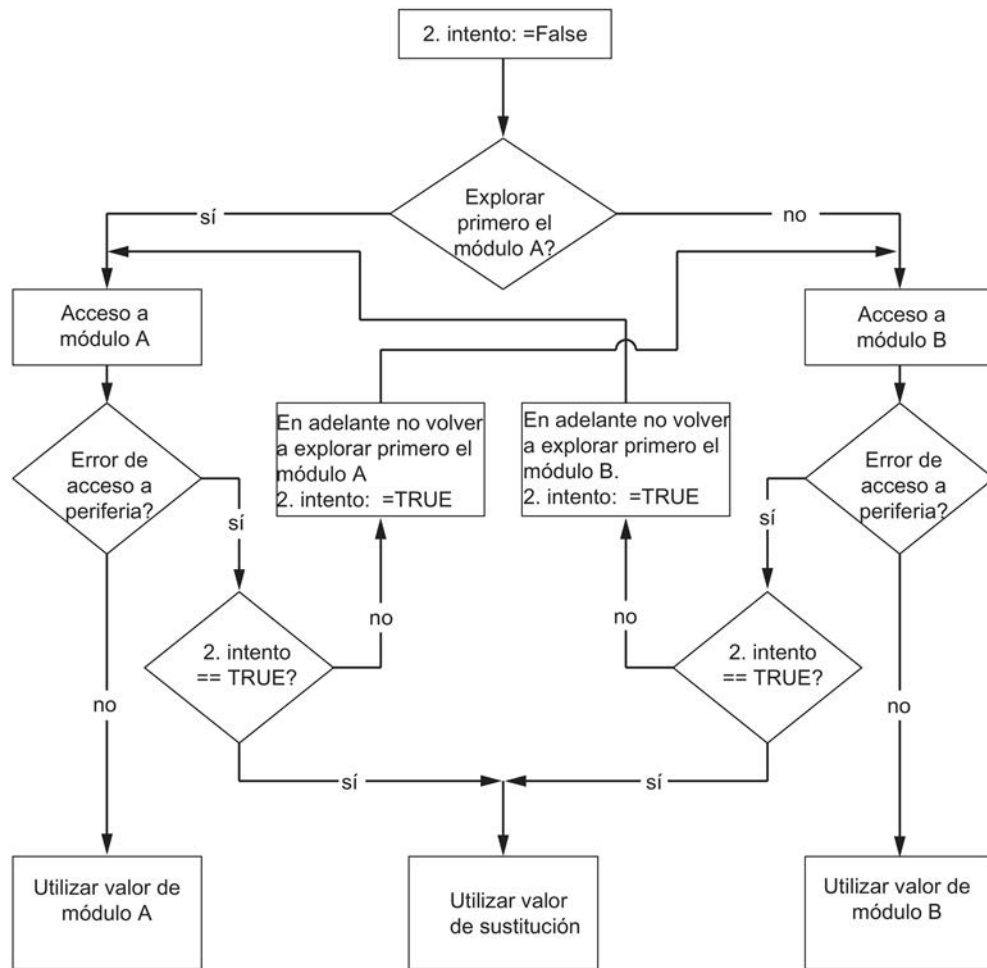 2. intento: =False
Explorar
primero el
módulo A?
sí
no
Acceso a
módulo A
Acceso a
módulo B
En adelante no volver
a explorar primero el
módulo A
2. intento:  =TRUE
En adelante no volver
a explorar primero el
módulo B.
2. intento:  =TRUE
Error de
acceso a
periferia?
Error de
acceso a
periferia?
sí
sí
no
no
2. intento
== TRUE?
2. intento
== TRUE?
no
no
sí
sí
Utilizar valor de
módulo A
Utilizar valor
de sustitución
Utilizar valor de
módulo B